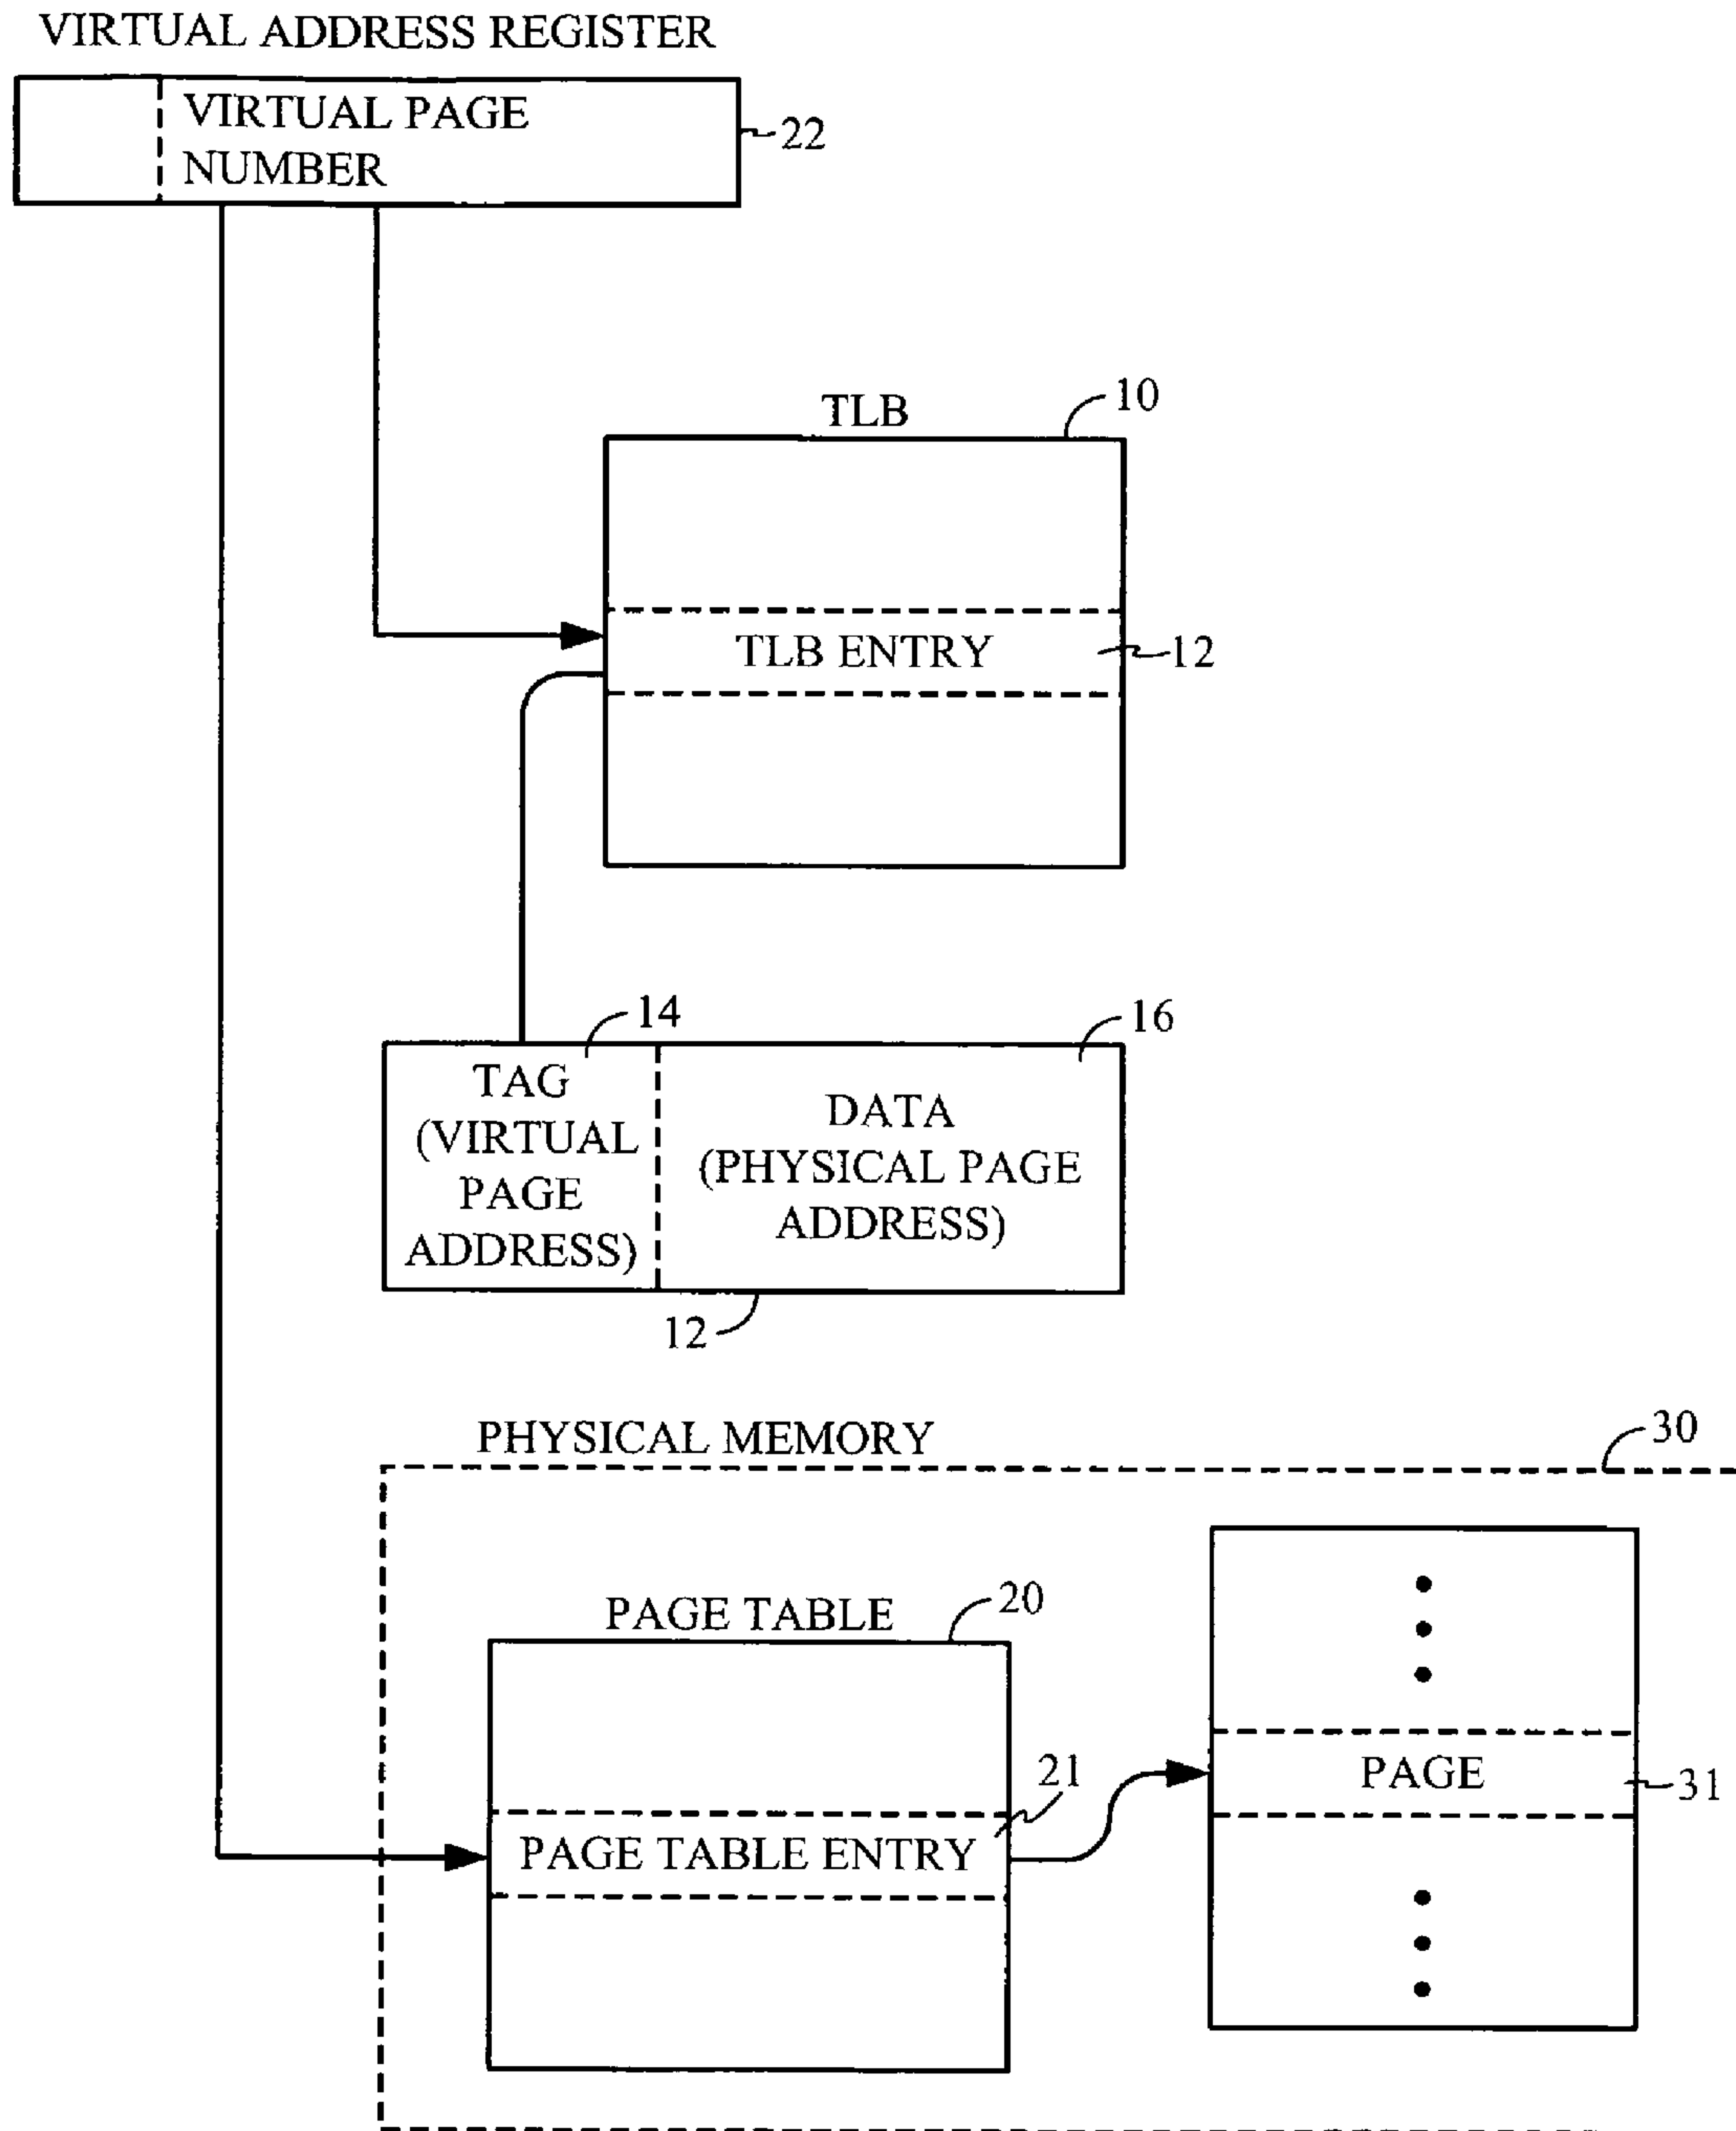 VIRTUAL ADDRESS REGISTER
VIRTUAL PAGE
NUMBER
22
TLB
10
TLB ENTRY
12
14
16
TAG
(VIRTUAL
PAGE
ADDRESS)
DATA
(PHYSICAL PAGE
ADDRESS)
12
PHYSICAL MEMORY
30
PAGE TABLE
20
21
PAGE TABLE ENTRY
PAGE
31